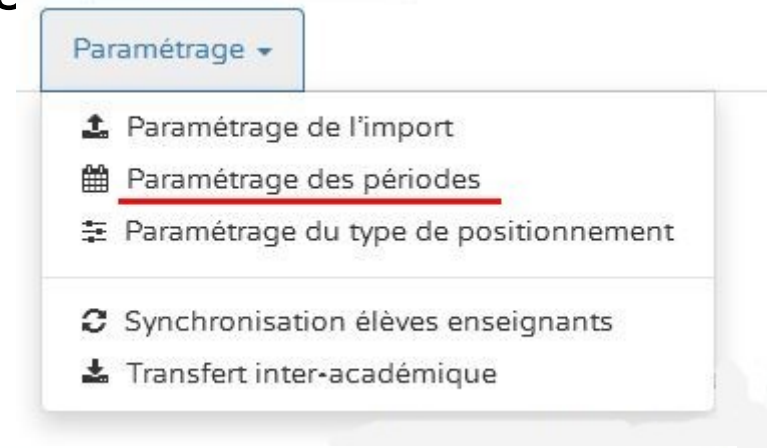 Paramétrage
Paramétrage de l'import
Paramétrage des périodes
Paramétrage du type de positionnement
Synchronisation élèves enseignants
Transfert inter-académique